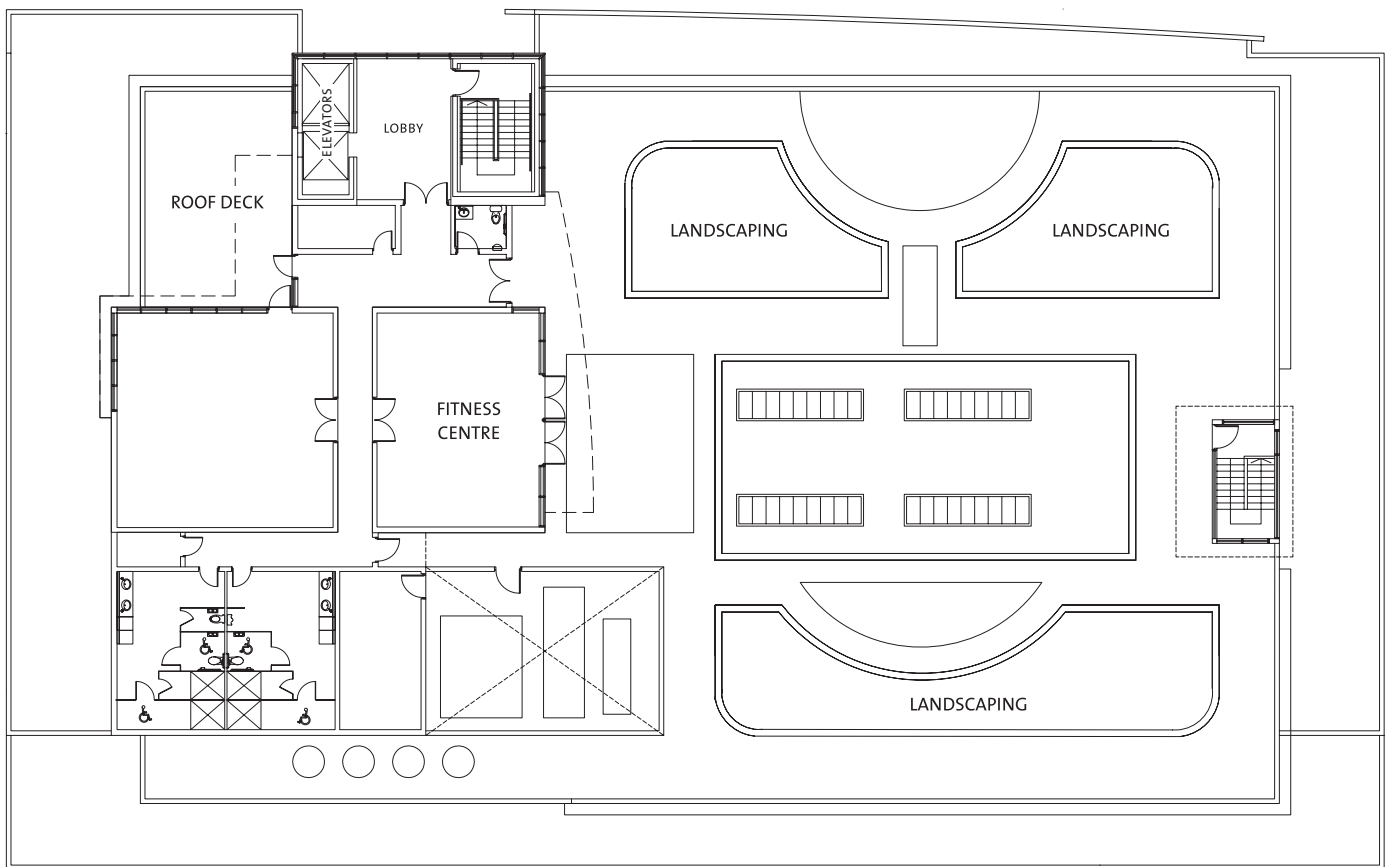 ELEVATORS
LOBBY
ROOF DECK
LANDSCAPING
LANDSCAPING
FITNESS
CENTRE
LANDSCAPING